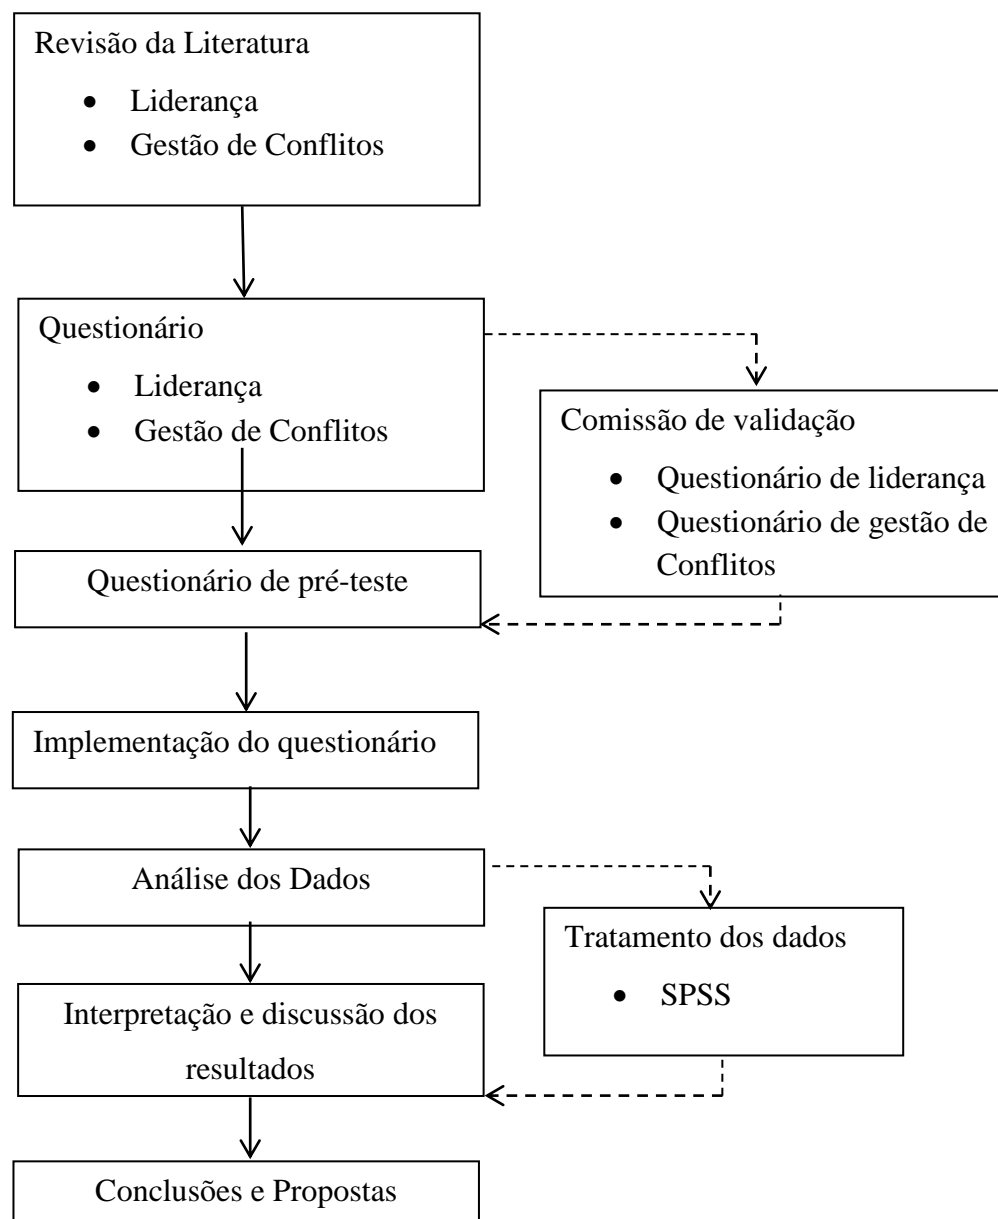 Revisão da Literatura
• Liderança
• Gestão de Conflitos
Questionário
• Liderança
• Gestão de Conflitos
Comissão de validação
• Questionário de liderança
• Questionário de gestão de
Conflitos
Questionário de pré-teste
Implementação do questionário
Análise dos Dados
Tratamento dos dados
• SPSS
Interpretação e discussão dos
resultados
Conclusões e Propostas